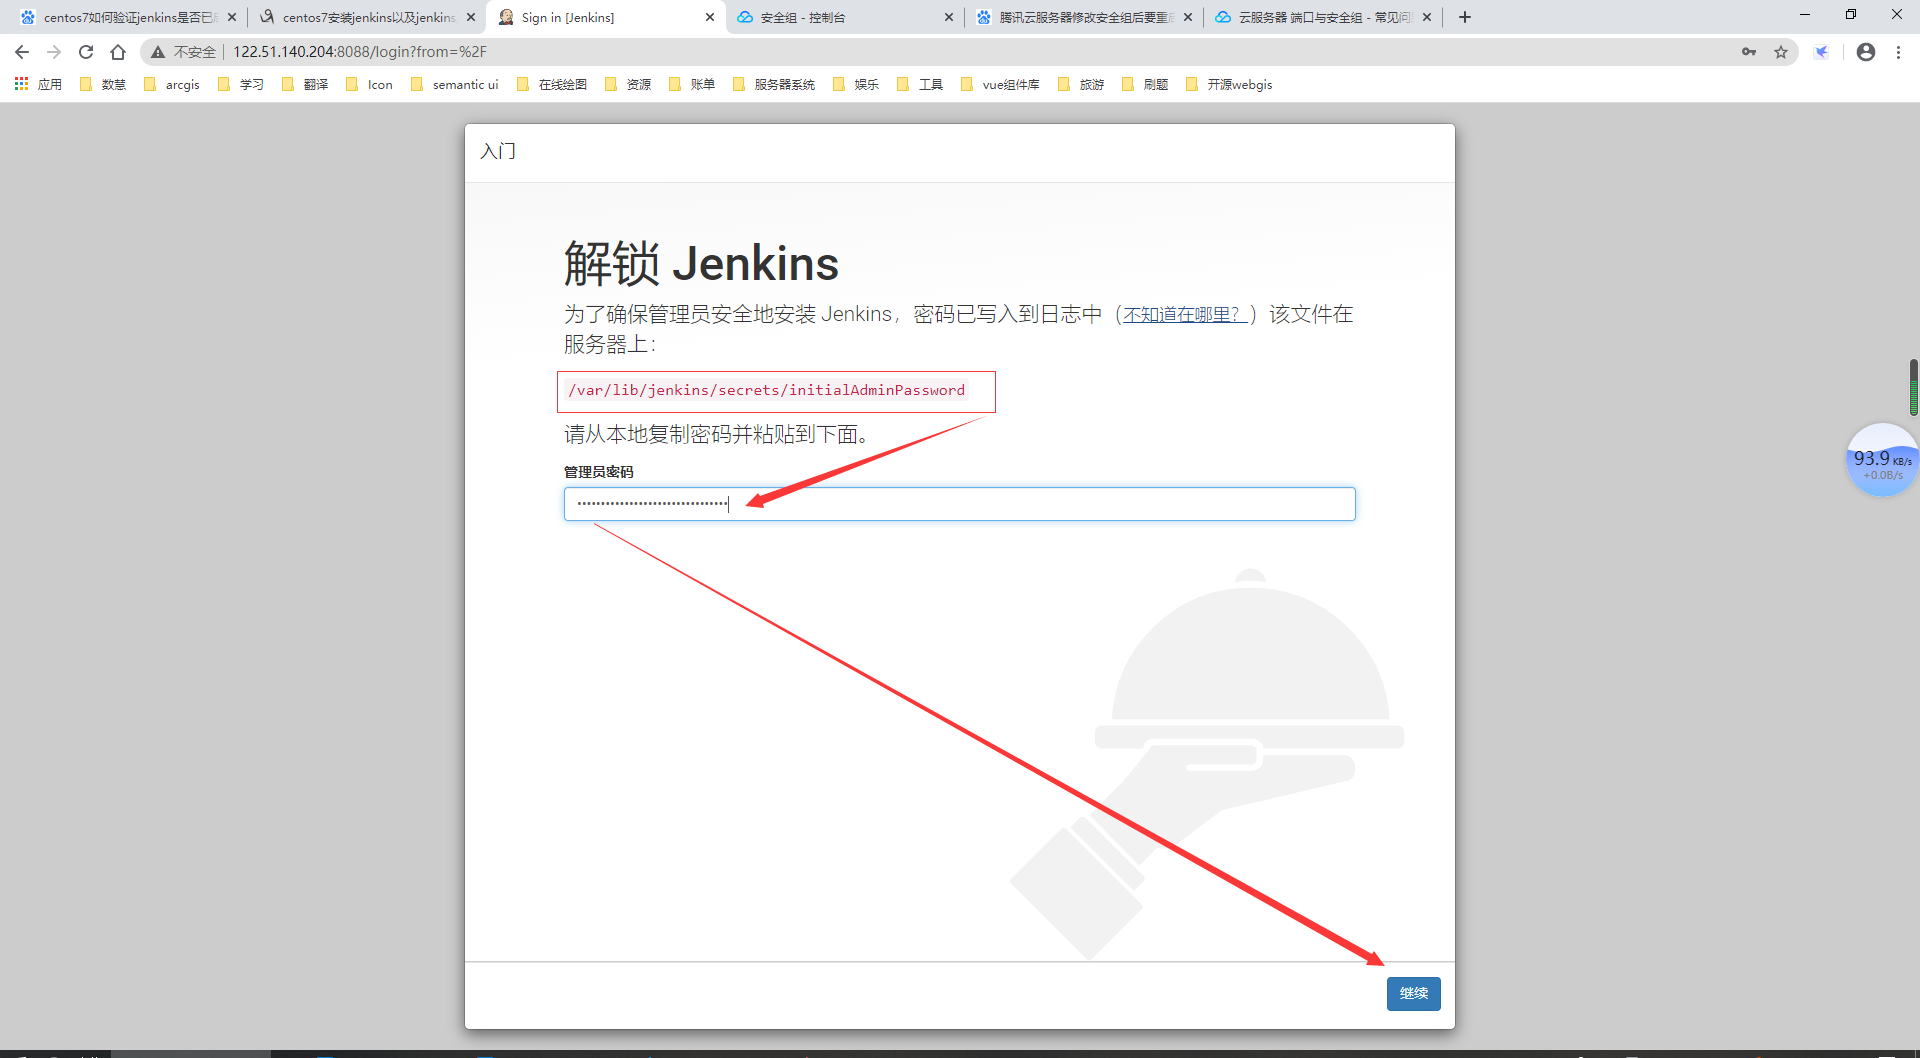 centos7如何验证jenkins是否已
centos7安装jenkins以及jenkins
Sign in [Jenkins]
安全组 - 控制台
腾讯云服务器修改安全组后要重
云服务器 端口与安全组 - 常见问
不安全
122.51.140.204:8088/login?from=%2F
应用
数慧
arcgis
学习
翻译
Icon
semantic ui
在线绘图
资源
账单
服务器系统
娱乐
工具
vue组件库
旅游
刷题
开源webgis
入门
解锁 Jenkins
为了确保管理员安全地安装 Jenkins，密码已写入到日志中（不知道在哪里？）该文件在
服务器上：
/var/lib/jenkins/secrets/initialAdminPassword
请从本地复制密码并粘贴到下面。
管理员密码
93.9 KB/s
+0.0B/s
继续